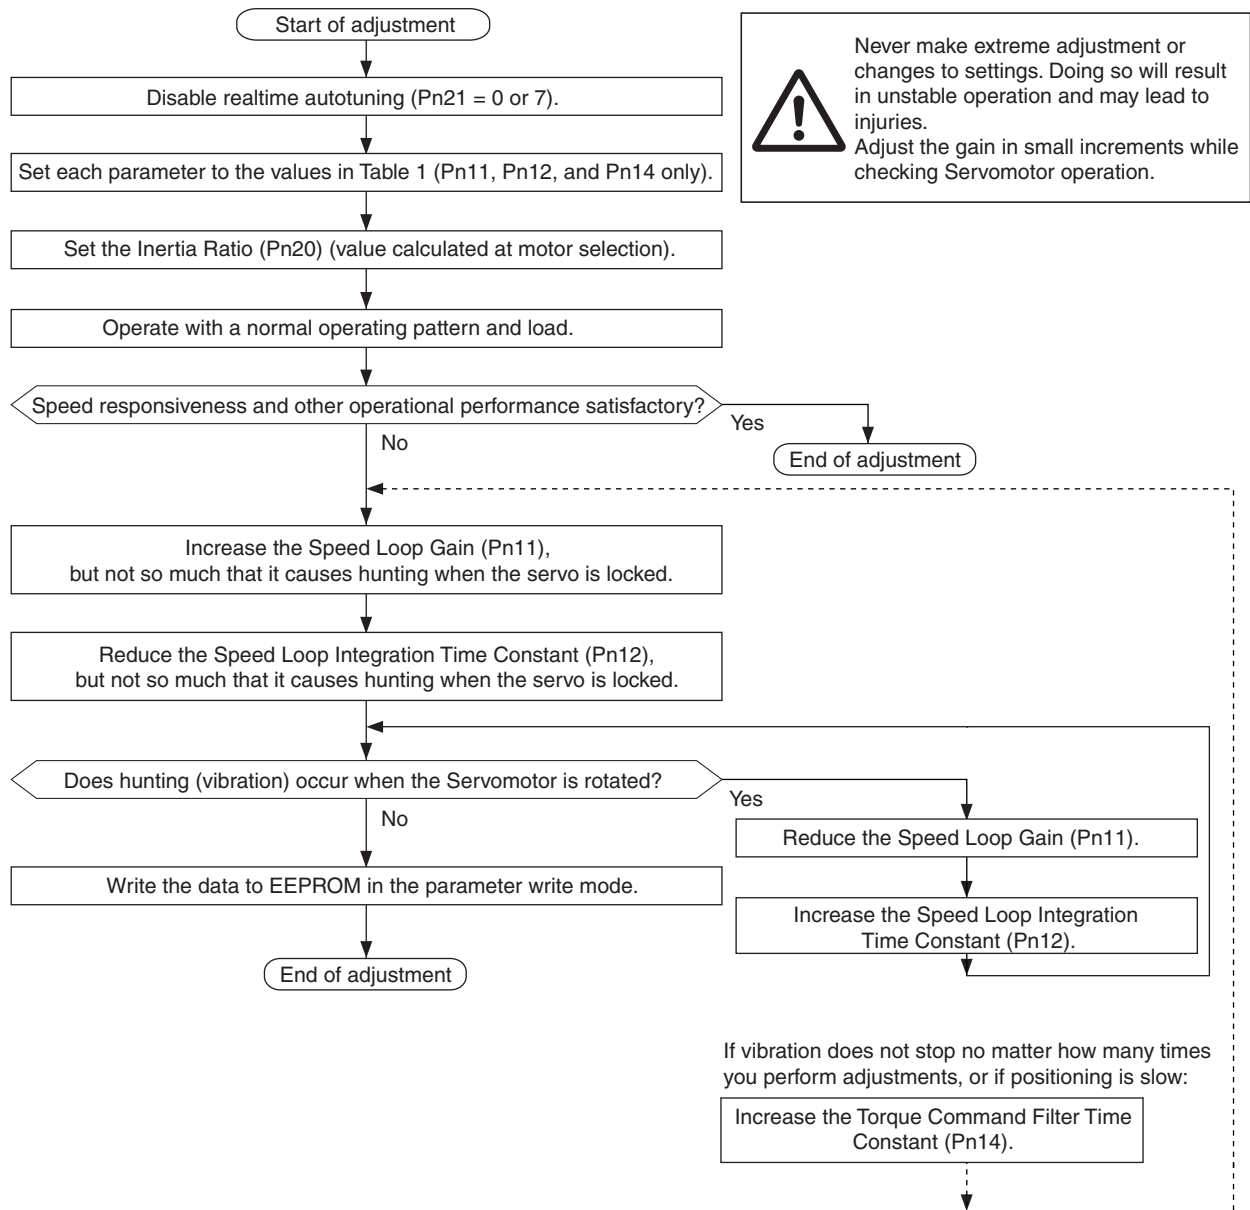 Start of adjustment
Never make extreme adjustment or
changes to settings. Doing so will result
in unstable operation and may lead to
injuries.
Adjust the gain in small increments while
checking Servomotor operation.
Disable realtime autotuning (Pn21 = 0 or 7).
Set each parameter to the values in Table 1 (Pn11, Pn12, and Pn14 only).
Set the Inertia Ratio (Pn20) (value calculated at motor selection).
Operate with a normal operating pattern and load.
Speed responsiveness and other operational performance satisfactory?
Yes
No
End of adjustment
Increase the Speed Loop Gain (Pn11),
but not so much that it causes hunting when the servo is locked.
Reduce the Speed Loop Integration Time Constant (Pn12),
but not so much that it causes hunting when the servo is locked.
Does hunting (vibration) occur when the Servomotor is rotated?
Yes
No
Reduce the Speed Loop Gain (Pn11).
Write the data to EEPROM in the parameter write mode.
Increase the Speed Loop Integration
Time Constant (Pn12).
End of adjustment
If vibration does not stop no matter how many times
you perform adjustments, or if positioning is slow:
Increase the Torque Command Filter Time
Constant (Pn14).